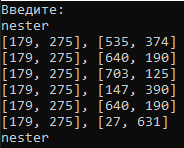 Введите:
nester
[179, 275], [535, 374]
[179, 275], [640, 190]
[179, 275], [703, 125]
[179, 275], [147, 390]
[179, 275], [640, 190]
[179, 275], [27, 631]
nester